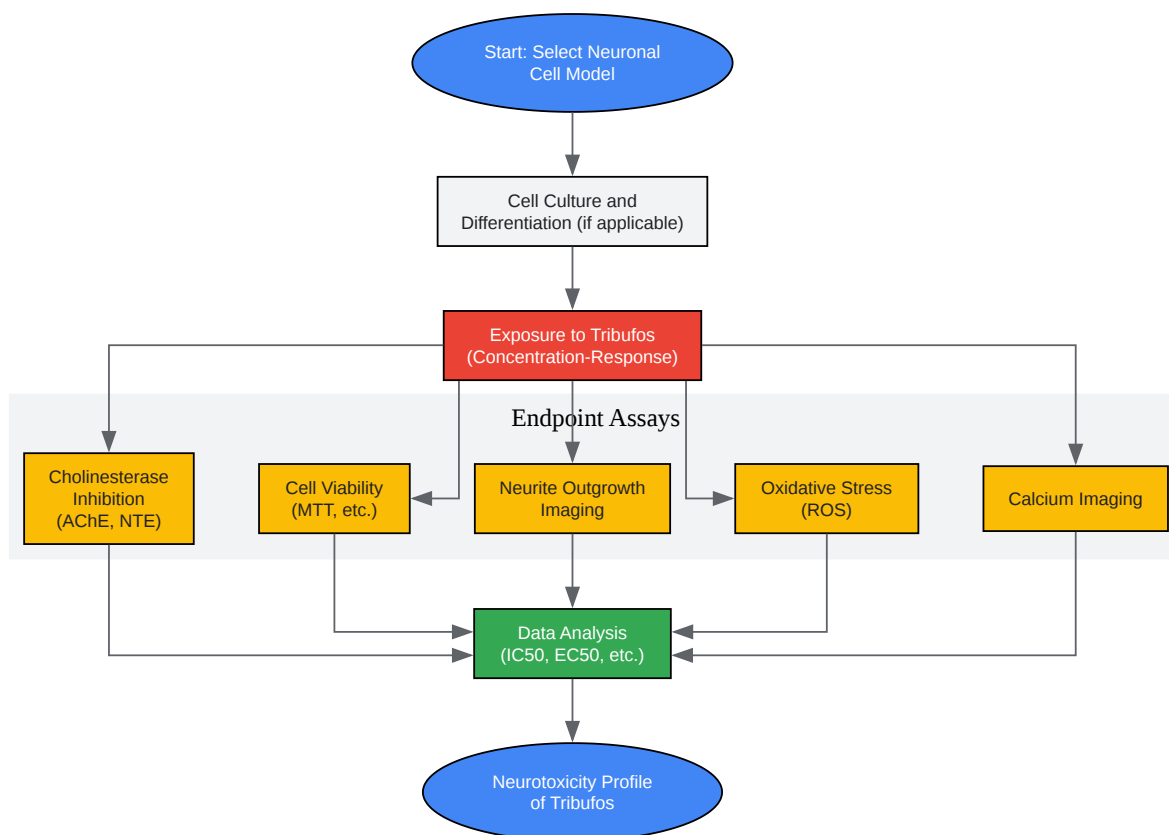 Start: Select Neuronal
Cell Model
Cell Culture and
Differentiation (if applicable)
Exposure to Tribufos
(Concentration-Response)
Endpoint Assays
Cholinesterase
Inhibition
(AChE, NTE)
Cell Viability
(MTT, etc.)
Neurite Outgrowth
Imaging
Oxidative Stress
(ROS)
Calcium Imaging
Data Analysis
(IC50, EC50, etc.)
Neurotoxicity Profile
of Tribufos